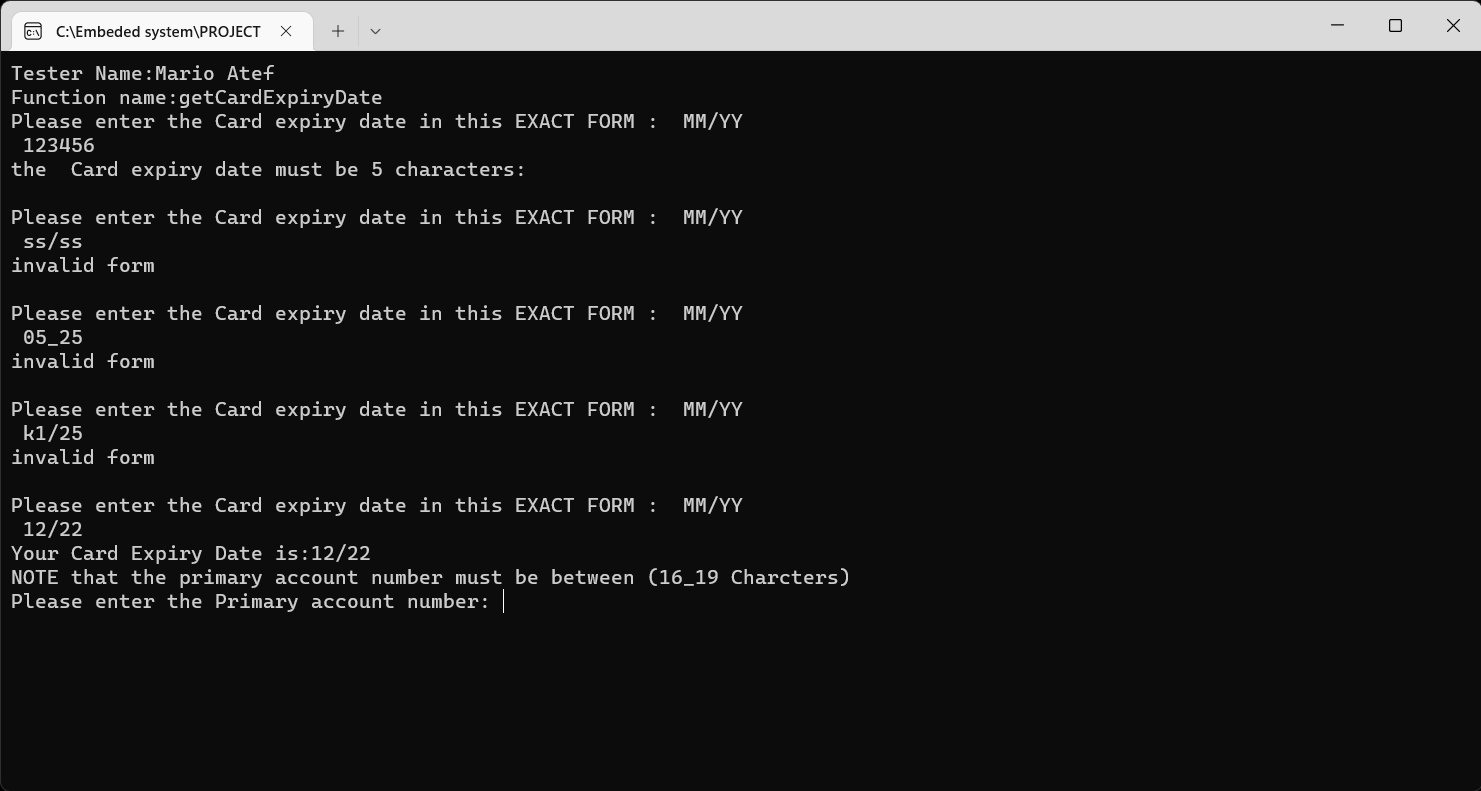 C:\Embeded system\PROJECT
Tester Name:Mario Atef
Function name:getCardExpiryDate
Please enter the Card expiry date in this EXACT FORM :  MM/YY
 123456
the  Card expiry date must be 5 characters:

Please enter the Card expiry date in this EXACT FORM :  MM/YY
 ss/ss
invalid form

Please enter the Card expiry date in this EXACT FORM :  MM/YY
 05_25
invalid form

Please enter the Card expiry date in this EXACT FORM :  MM/YY
 k1/25
invalid form

Please enter the Card expiry date in this EXACT FORM :  MM/YY
 12/22
Your Card Expiry Date is:12/22
NOTE that the primary account number must be between (16_19 Charcters)
Please enter the Primary account number: